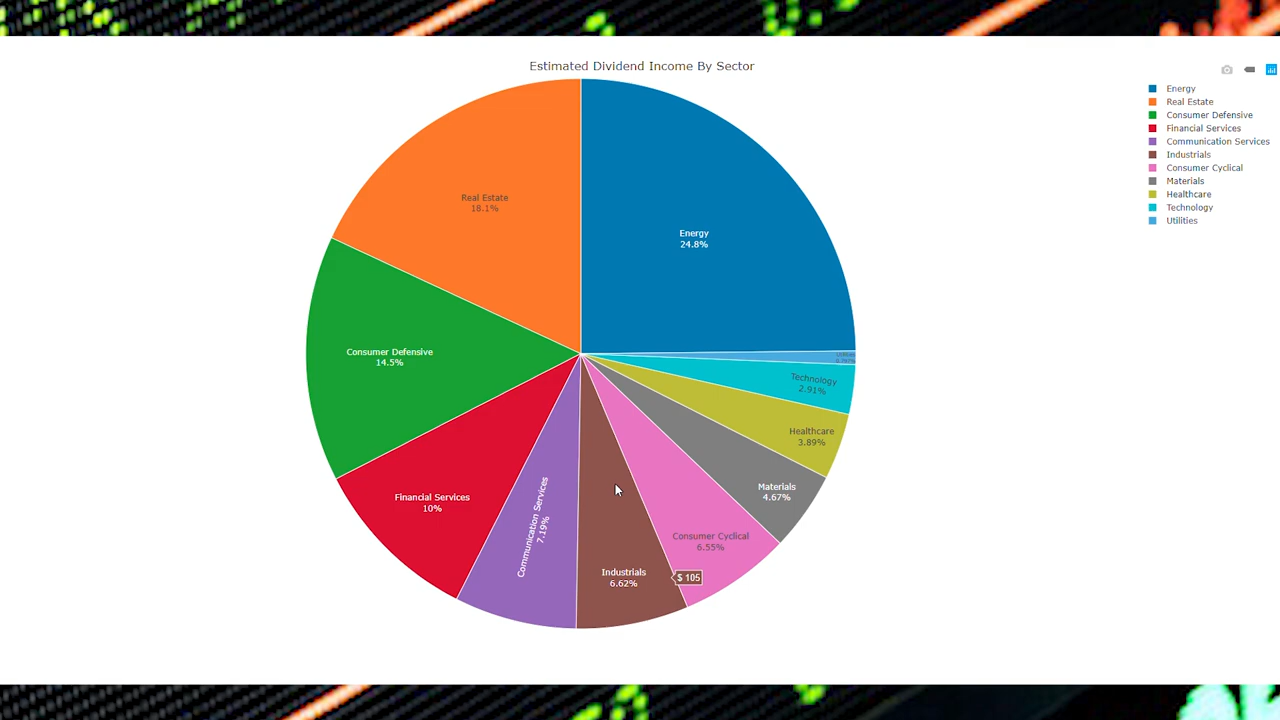 Estimated Dividend Income By Sector
Energy
Real Estate
Consumer Defensive
Financial Services
Communication Services
Industrials
Consumer Cyclical
Materials
Healthcare
Technology
Utilities
Real Estate
18.1%
Energy
24.8%
Consumer Defensive
14.5%
Technology
2.91%
Healthcare
3.89%
Financial Services
10%
Communication Services
7.19%
Materials
4.67%
Consumer Cyclical
6.55%
Industrials
6.62%
$ 105